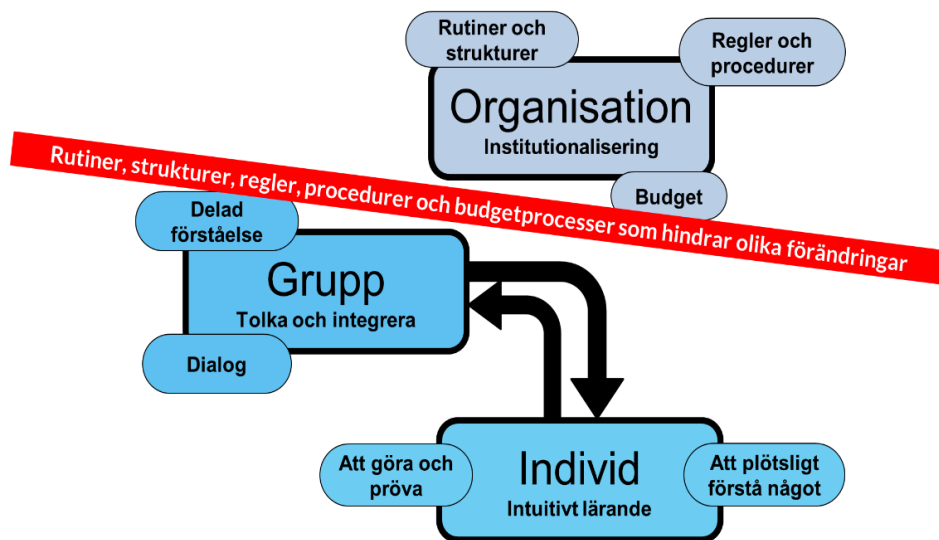 Rutiner och
strukturer
Regler och
procedurer
Organisation
Institutionalisering
Budget
Rutiner, strukturer, regler, procedurer och budgetprocesser som hindrar olika förändringar
Delad
förståelse
Grupp
Tolka och integrera
Dialog
Att göra och
pröva
Individ
Intuitivt lärande
Att plötsligt
förstå något